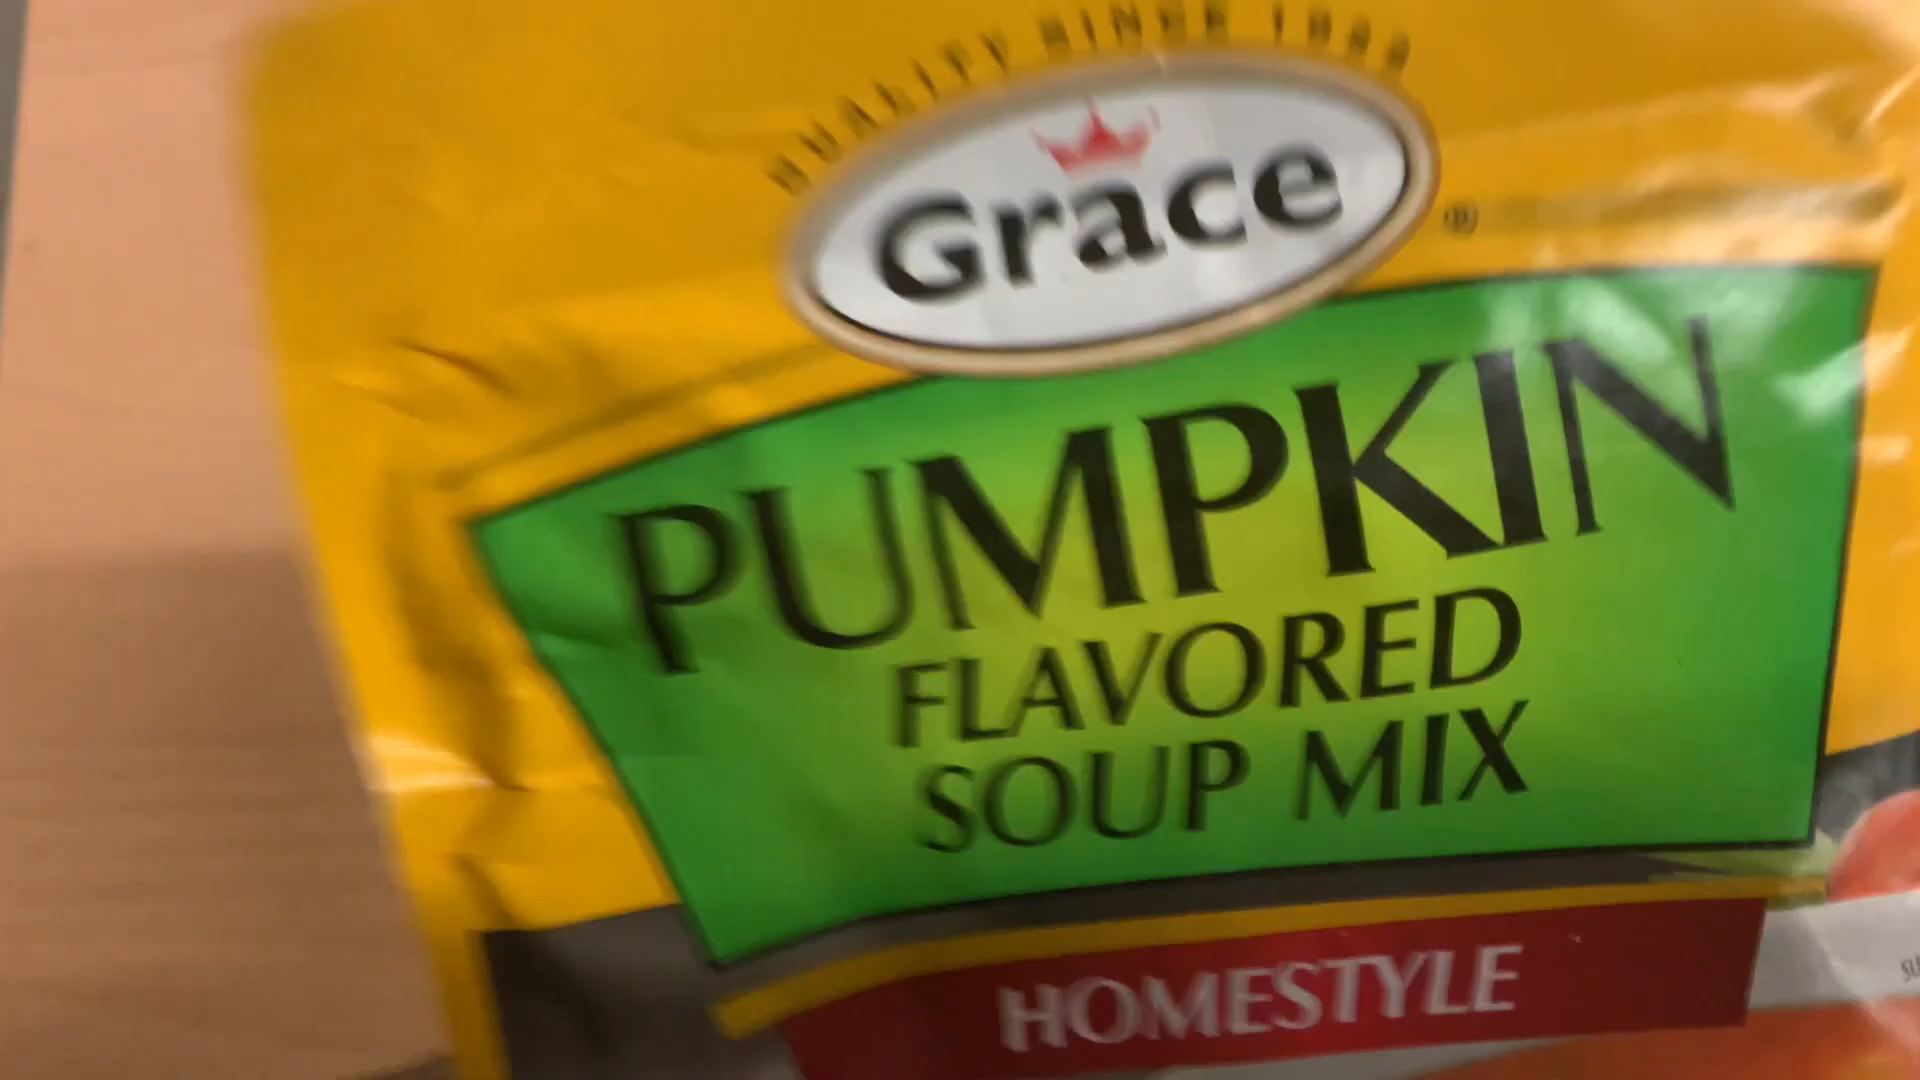 QUALITY SINCE 1922
Grace
®
PUMPKIN
FLAVORED
SOUP MIX
HOMESTYLE